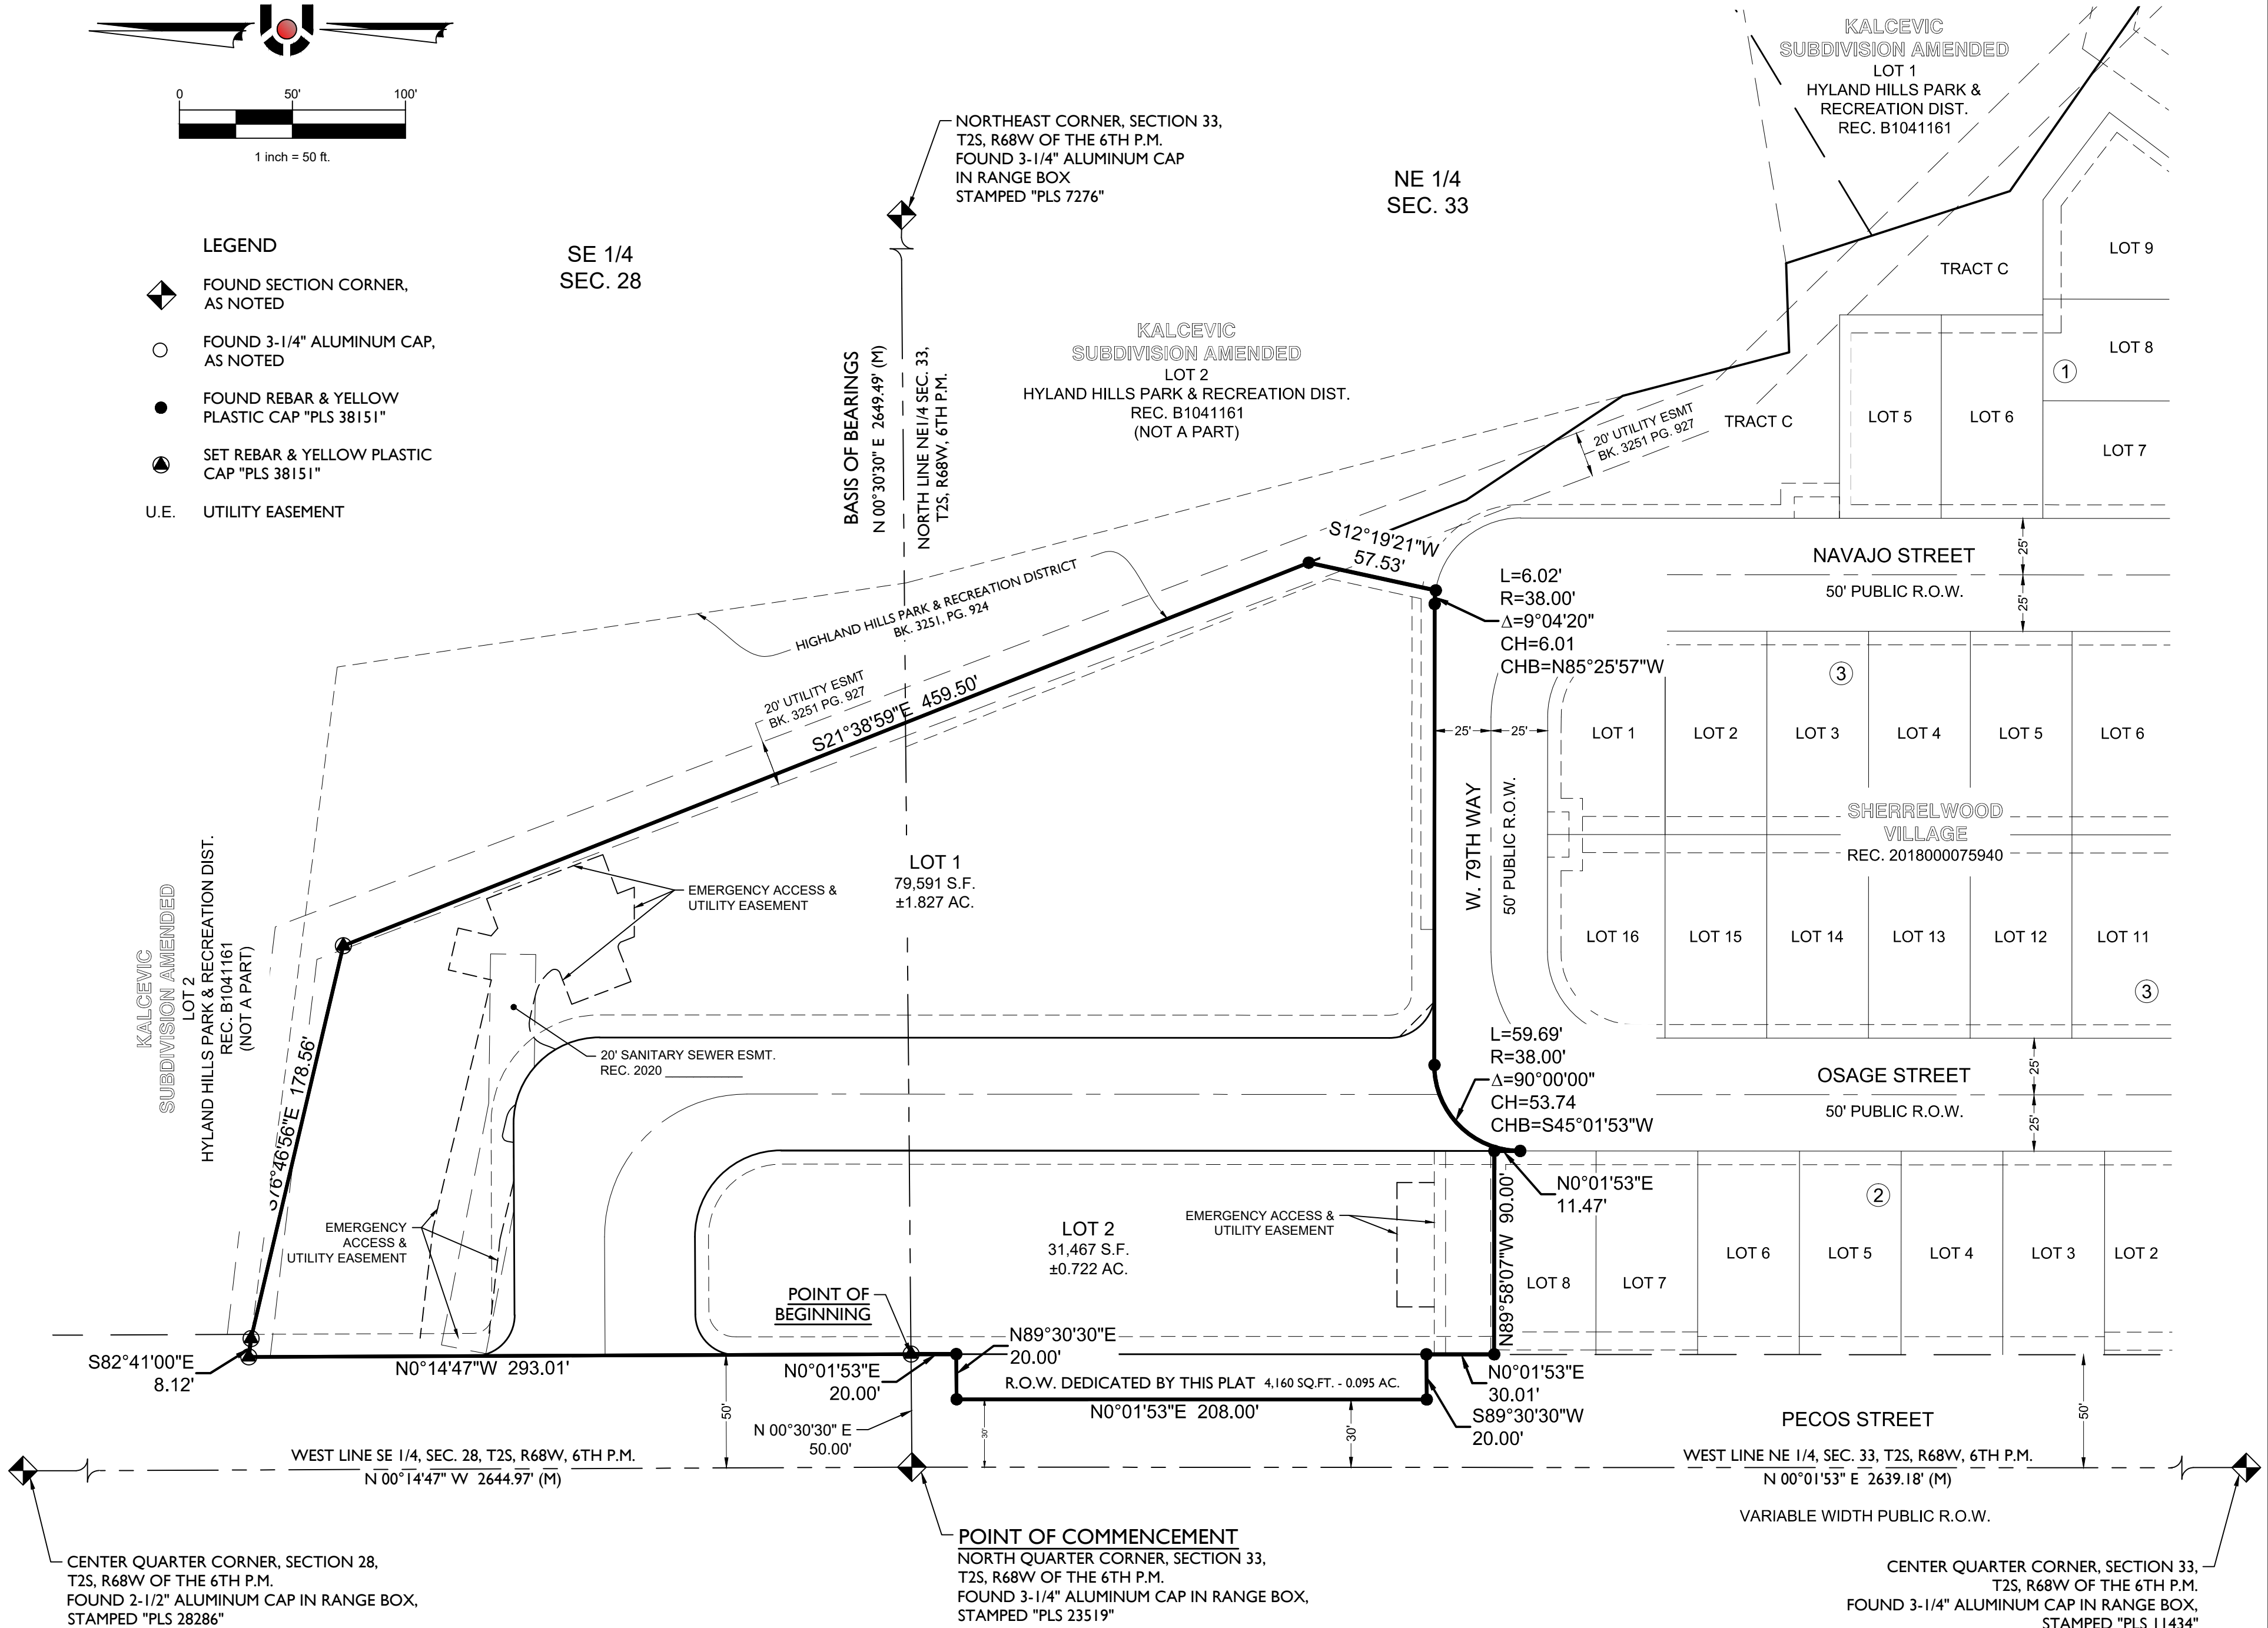 0 50' 100'
1 inch = 50 ft.
LEGEND
FOUND SECTION CORNER,
AS NOTED
FOUND 3-1/4" ALUMINUM CAP,
AS NOTED
FOUND REBAR & YELLOW
PLASTIC CAP "PLS 38151"
SET REBAR & YELLOW PLASTIC
CAP "PLS 38151"
U.E. UTILITY EASEMENT
SE 1/4
SEC. 28
NORTHEAST CORNER, SECTION 33,
T2S, R68W OF THE 6TH P.M.
FOUND 3-1/4" ALUMINUM CAP
IN RANGE BOX
STAMPED "PLS 7276"
NE 1/4
SEC. 33
KALCEVIC
SUBDIVISION AMENDED
LOT 1
HYLAND HILLS PARK &
RECREATION DIST.
REC. B1041161
BASIS OF BEARINGS
N 00°30'30" E 2649.49' (M)
NORTH LINE NE1/4 SEC. 33,
T2S, R68W, 6TH P.M.
KALCEVIC
SUBDIVISION AMENDED
LOT 2
HYLAND HILLS PARK & RECREATION DIST.
REC. B1041161
(NOT A PART)
TRACT C
LOT 9
LOT 8
1
LOT 7
LOT 5
LOT 6
TRACT C
20' UTILITY ESMT
BK. 3251 PG. 927
NAVAJO STREET
50' PUBLIC R.O.W.
25'
25'
S12°19'21"W
57.53'
L=6.02'
R=38.00'
Δ=9°04'20"
CH=6.01
CHB=N85°25'57"W
HIGHLAND HILLS PARK & RECREATION DISTRICT
BK. 3251, PG. 924
20' UTILITY ESMT
BK. 3251 PG. 927
S21°38'59"E 459.50'
3
LOT 1
LOT 2
LOT 3
LOT 4
LOT 5
LOT 6
25'
25'
W. 79TH WAY
50' PUBLIC R.O.W.
SHERRELWOOD
VILLAGE
REC. 2018000075940
LOT 16
LOT 15
LOT 14
LOT 13
LOT 12
LOT 11
3
KALCEVIC
SUBDIVISION AMENDED
LOT 2
HYLAND HILLS PARK & RECREATION DIST.
REC. B1041161
(NOT A PART)
LOT 1
79,591 S.F.
±1.827 AC.
EMERGENCY ACCESS &
UTILITY EASEMENT
20' SANITARY SEWER ESMT.
REC. 2020
S76°46'56"E 178.56'
L=59.69'
R=38.00'
Δ=90°00'00"
CH=53.74
CHB=S45°01'53"W
OSAGE STREET
50' PUBLIC R.O.W.
25'
25'
N0°01'53"E
11.47'
2
N89°58'07"W 90.00'
LOT 8
LOT 7
LOT 6
LOT 5
LOT 4
LOT 3
LOT 2
EMERGENCY
ACCESS &
UTILITY EASEMENT
LOT 2
31,467 S.F.
±0.722 AC.
EMERGENCY ACCESS &
UTILITY EASEMENT
POINT OF
BEGINNING
S82°41'00"E
8.12'
N0°14'47"W 293.01'
N0°01'53"E
20.00'
N89°30'30"E
20.00'
R.O.W. DEDICATED BY THIS PLAT 4,160 SQ.FT. - 0.095 AC.
N0°01'53"E 208.00'
N0°01'53"E
30.01'
S89°30'30"W
20.00'
50'
N 00°30'30" E
50.00'
30'
30'
PECOS STREET
50'
WEST LINE SE 1/4, SEC. 28, T2S, R68W, 6TH P.M.
N 00°14'47" W 2644.97' (M)
WEST LINE NE 1/4, SEC. 33, T2S, R68W, 6TH P.M.
N 00°01'53" E 2639.18' (M)
VARIABLE WIDTH PUBLIC R.O.W.
CENTER QUARTER CORNER, SECTION 28,
T2S, R68W OF THE 6TH P.M.
FOUND 2-1/2" ALUMINUM CAP IN RANGE BOX,
STAMPED "PLS 28286"
POINT OF COMMENCEMENT
NORTH QUARTER CORNER, SECTION 33,
T2S, R68W OF THE 6TH P.M.
FOUND 3-1/4" ALUMINUM CAP IN RANGE BOX,
STAMPED "PLS 23519"
CENTER QUARTER CORNER, SECTION 33,
T2S, R68W OF THE 6TH P.M.
FOUND 3-1/4" ALUMINUM CAP IN RANGE BOX,
STAMPED "PLS 11434"